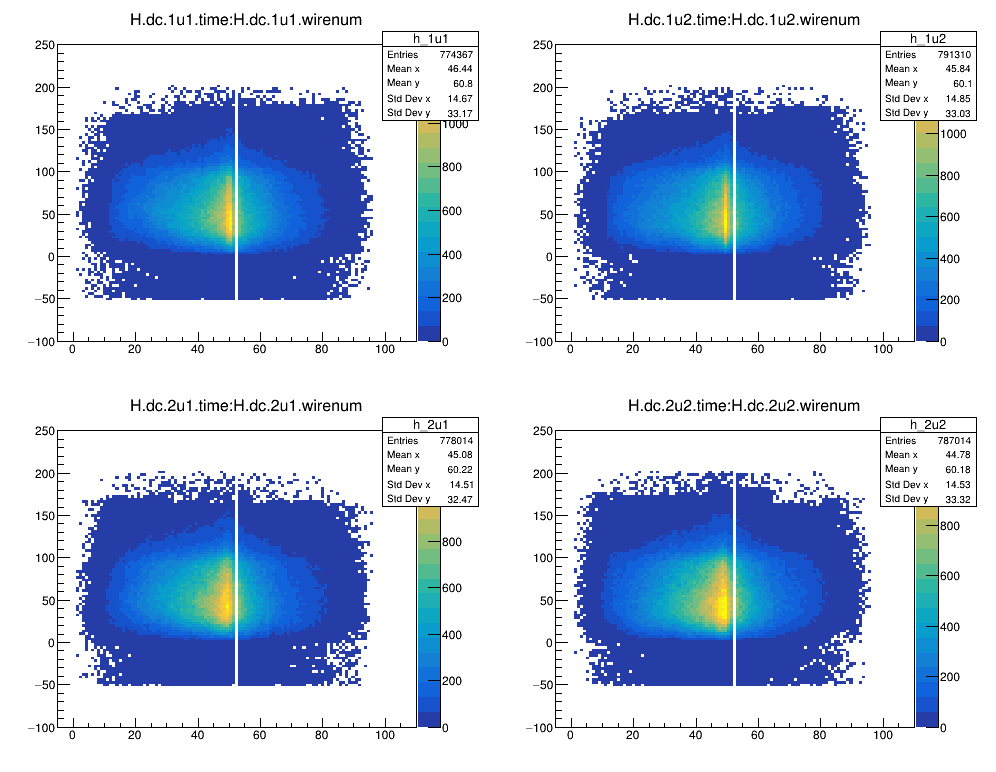 H.dc.1u1.time:H.dc.1u1.wirenum
h_1u1
Entries 774367
Mean x 46.44
Mean y 60.8
Std Dev x 14.67
Std Dev y 33.17
250
200
150
100
50
0
−50
−100
0 20 40 60 80 100
1000
800
600
400
200
0
H.dc.1u2.time:H.dc.1u2.wirenum
h_1u2
Entries 791310
Mean x 45.84
Mean y 60.1
Std Dev x 14.85
Std Dev y 33.03
250
200
150
100
50
0
−50
−100
0 20 40 60 80 100
1000
800
600
400
200
0
H.dc.2u1.time:H.dc.2u1.wirenum
h_2u1
Entries 778014
Mean x 45.08
Mean y 60.22
Std Dev x 14.51
Std Dev y 32.47
250
200
150
100
50
0
−50
−100
0 20 40 60 80 100
800
600
400
200
0
H.dc.2u2.time:H.dc.2u2.wirenum
h_2u2
Entries 787014
Mean x 44.78
Mean y 60.18
Std Dev x 14.53
Std Dev y 33.32
250
200
150
100
50
0
−50
−100
0 20 40 60 80 100
800
600
400
200
0